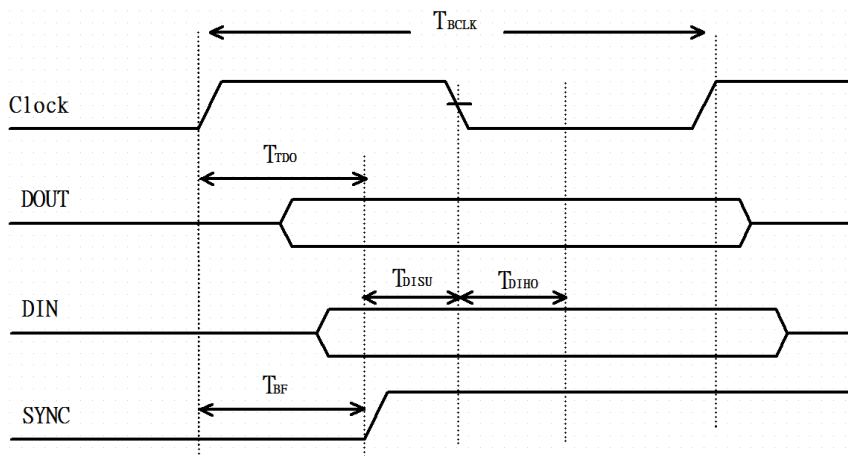 TBCLK
Clock
TTDO
DOUT
TDISU TDIHO
DIN
TBF
SYNC